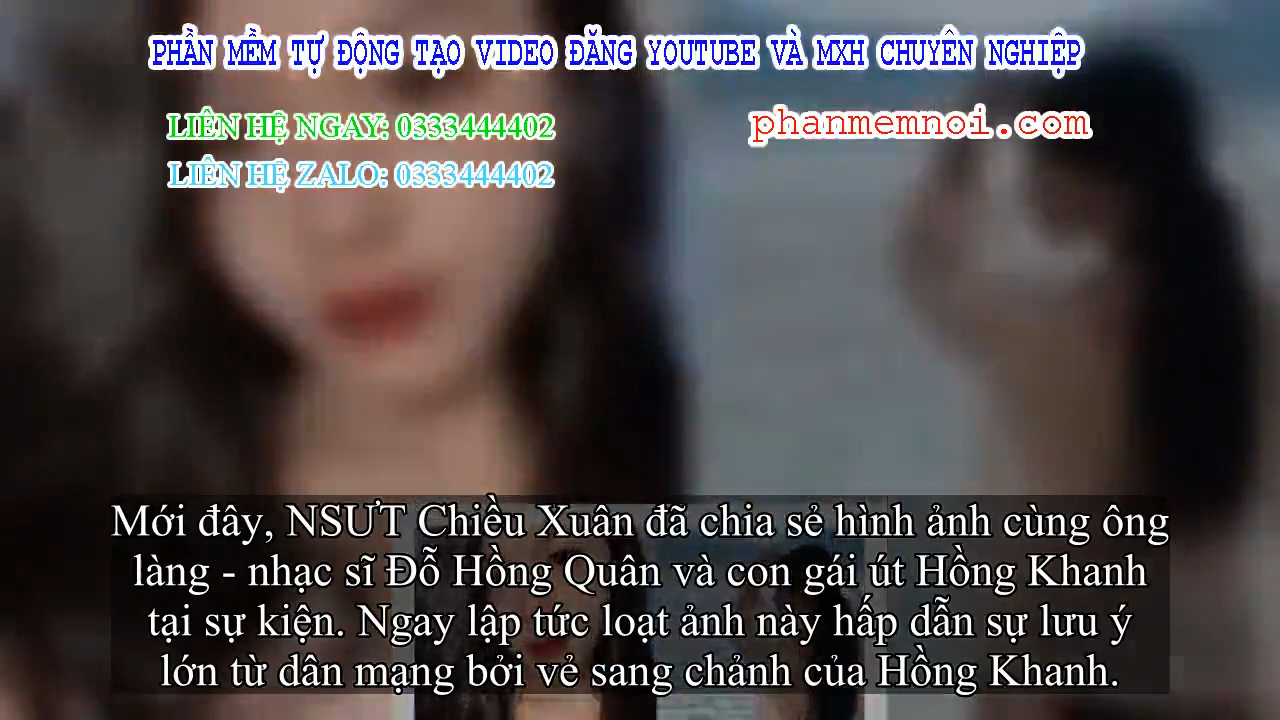 PHẦN MỀM TỰ ĐỘNG TẠO VIDEO ĐĂNG YOUTUBE VÀ MXH CHUYÊN NGHIỆP
LIÊN HỆ NGAY: 0333444402
phanmemnoi.com
LIÊN HỆ ZALO: 0333444402
Mới đây, NSƯT Chiều Xuân đã chia sẻ hình ảnh cùng ông
làng - nhạc sĩ Đỗ Hồng Quân và con gái út Hồng Khanh
tại sự kiện. Ngay lập tức loạt ảnh này hấp dẫn sự lưu ý
lớn từ dân mạng bởi vẻ sang chảnh của Hồng Khanh.